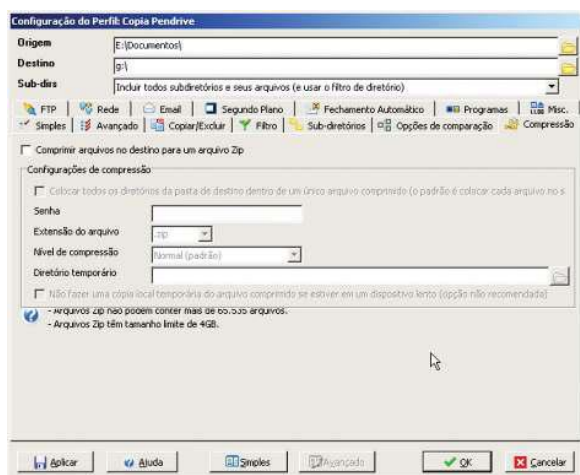 Configuração do Perfil: Copia Pendrive
Origem E:\Documentos\
Destino g:\
Sub-dirs Incluir todos subdiretórios e seus arquivos (e usar o filtro de diretório)
FTP Rede Email Segundo Plano Fechamento Automático Programas Misc.
Simples Avançado Copiar/Excluir Filtro Sub-diretórios Opções de comparação Compressão
Comprimir arquivos no destino para um arquivo Zip
Configurações de compressão
Colocar todos os diretórios da pasta de destino dentro de um único arquivo comprimido (o padrão é colocar cada arquivo no s
Senha
Extensão do arquivo .zip
Nível de compressão Normal (padrão)
Diretório temporário
Não fazer uma cópia local temporária do arquivo comprimido se estiver em um dispositivo lento (opção não recomendada)
- Arquivos Zip não podem conter mais de 65.535 arquivos.
- Arquivos Zip têm tamanho limite de 4GB.
Aplicar Ajuda Simples Avançado OK Cancelar